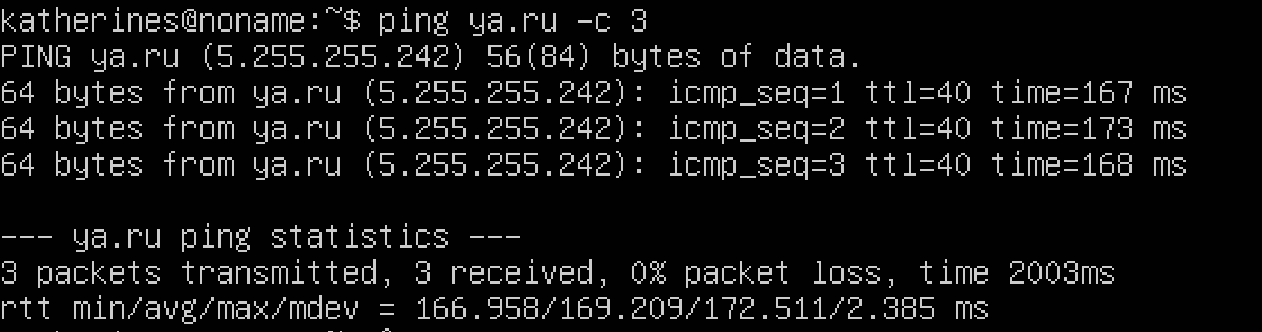 katherines@noname:~$ ping ya.ru -c 3
PING ya.ru (5.255.255.242) 56(84) bytes of data.
64 bytes from ya.ru (5.255.255.242): icmp_seq=1 ttl=40 time=167 ms
64 bytes from ya.ru (5.255.255.242): icmp_seq=2 ttl=40 time=173 ms
64 bytes from ya.ru (5.255.255.242): icmp_seq=3 ttl=40 time=168 ms
--- ya.ru ping statistics ---
3 packets transmitted, 3 received, 0% packet loss, time 2003ms
rtt min/avg/max/mdev = 166.958/169.209/172.511/2.385 ms